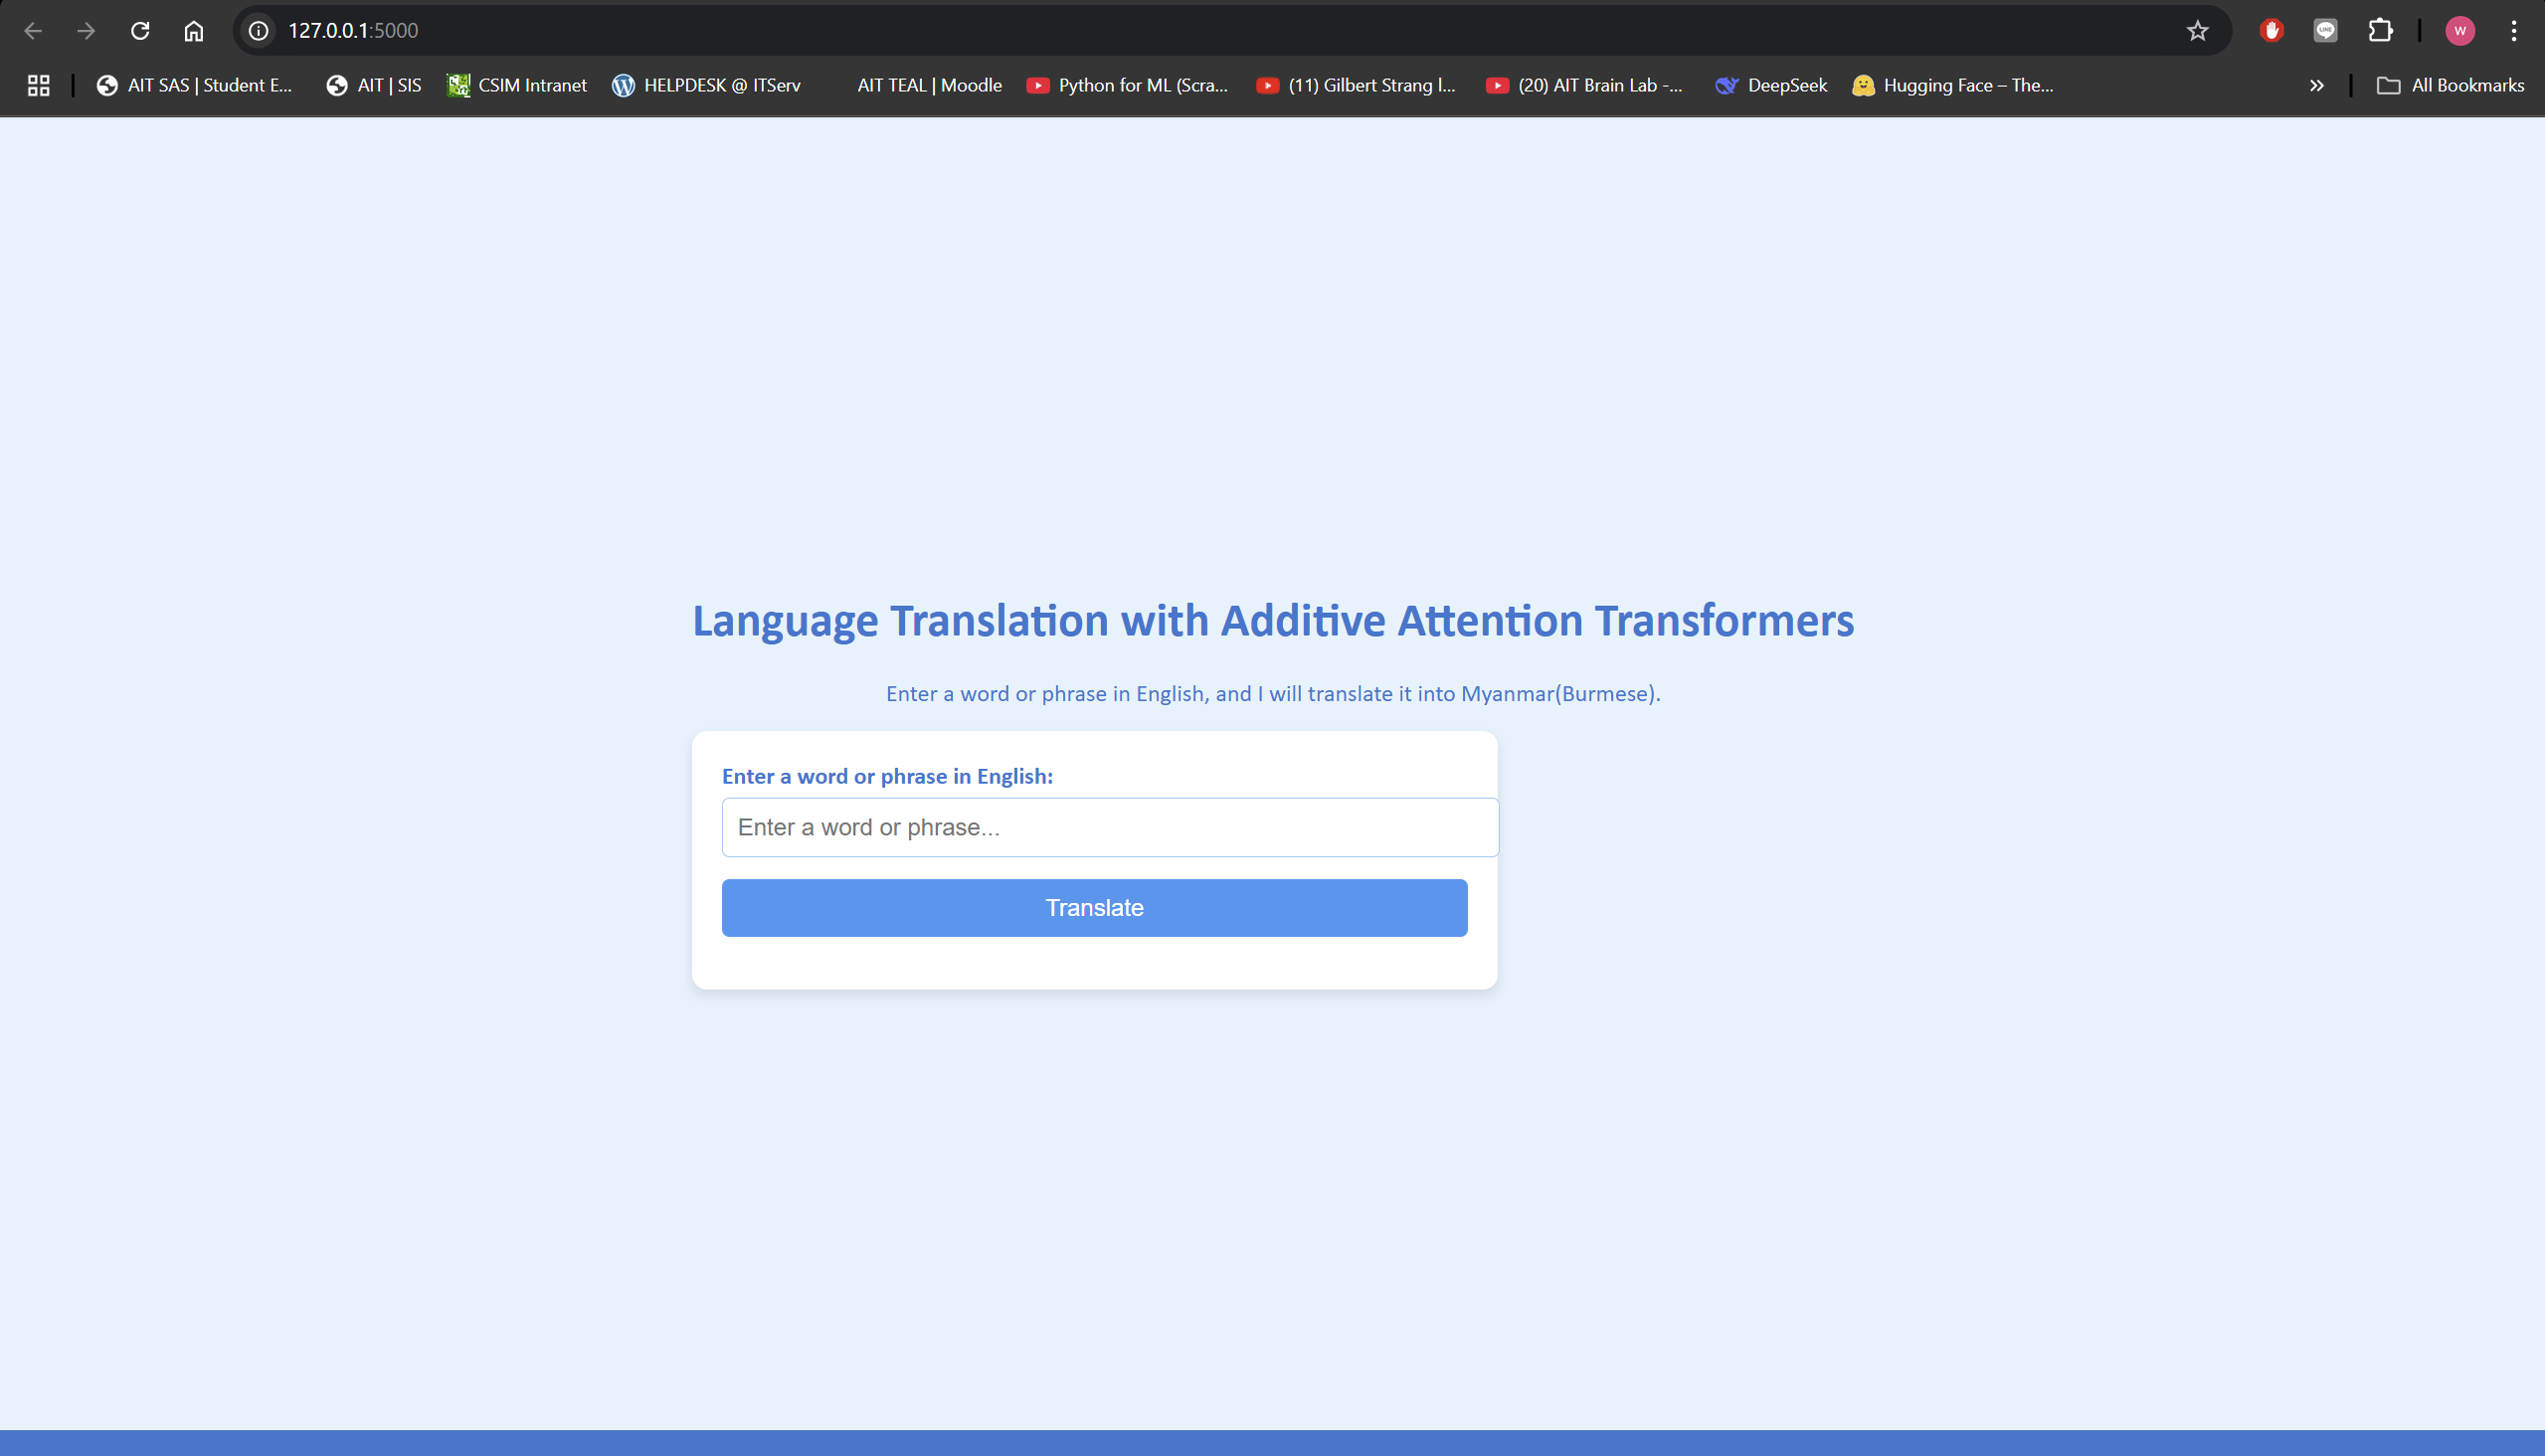 127.0.0.1:5000
W
AIT SAS | Student E...
AIT | SIS
CSIM Intranet
HELPDESK @ ITServ
AIT TEAL | Moodle
Python for ML (Scra...
(11) Gilbert Strang l...
(20) AIT Brain Lab -...
DeepSeek
Hugging Face – The...
All Bookmarks
Language Translation with Additive Attention Transformers
Enter a word or phrase in English, and I will translate it into Myanmar(Burmese).
Enter a word or phrase in English:
Enter a word or phrase...
Translate